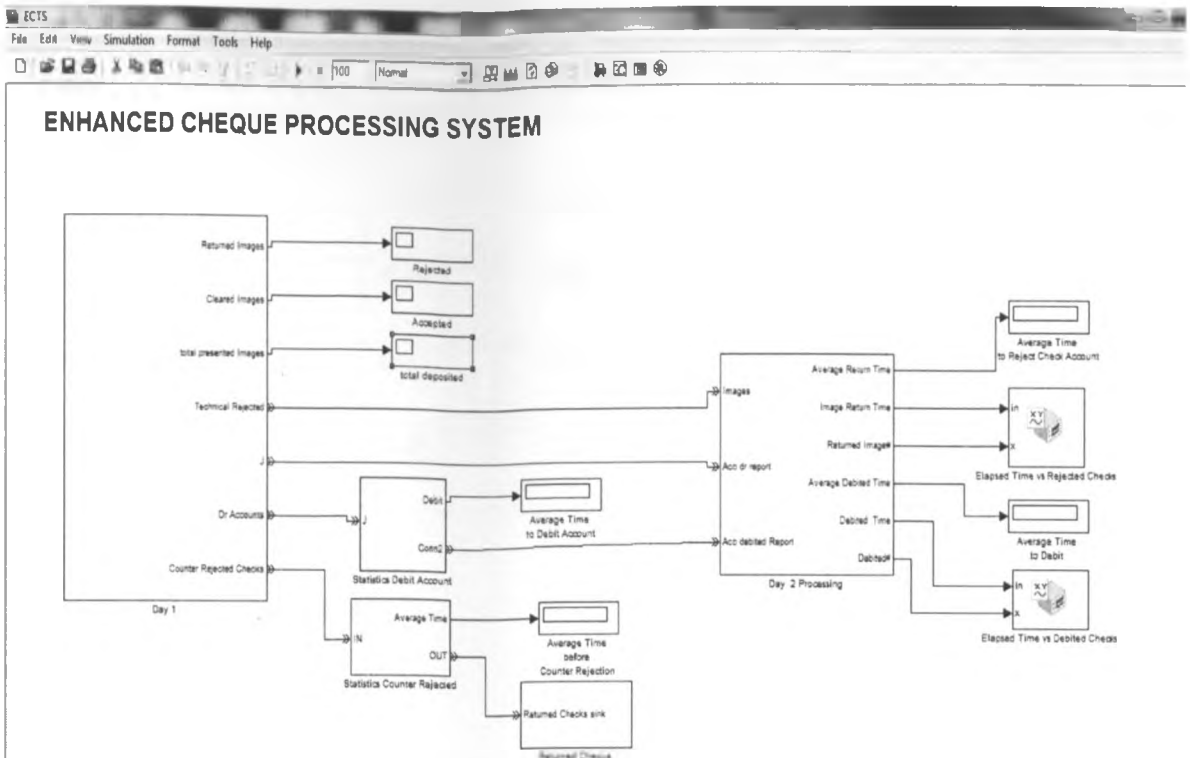 ECTS
File Edit View Simulation Format Tools Help
100 Normal
ENHANCED CHEQUE PROCESSING SYSTEM
Returned Images
Cleared Images
total presented Images
Technical Rejected
J
Dr Accounts
Counter Rejected Checks
Day 1
Rejected
Accepted
total deposited
J
Debit
Conn2
Statistics Debit Account
Average Time
to Debit Account
IN
Average Time
OUT
Statistics Counter Rejected
Average Time
before
Counter Rejection
Returned Checks sink
Returned Cheque
Images
Acc dr report
Acc debited Report
Average Return Time
Image Return Time
Returned Image#
Average Debited Time
Debited Time
Debited#
Day 2 Processing
Average Time
to Reject Check Account
In
x
XY
Elapsed Time vs Rejected Checks
Average Time
to Debit
In
x
XY
Elapsed Time vs Debited Checks